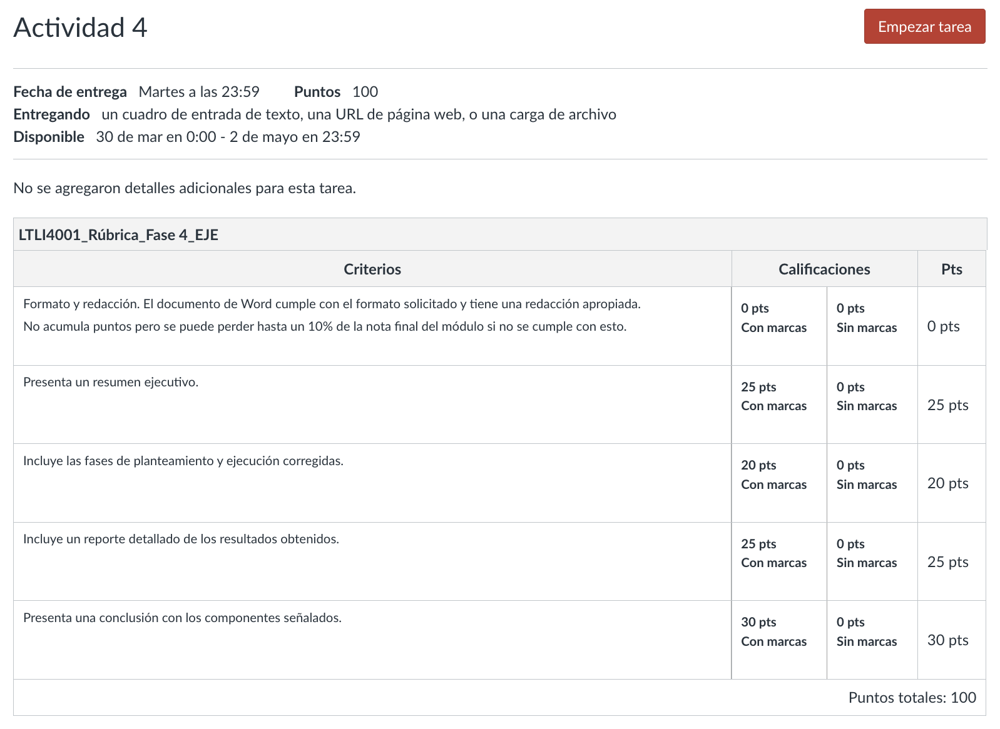 Actividad 4
Empezar tarea
Fecha de entrega Martes a las 23:59 Puntos 100
Entregando un cuadro de entrada de texto, una URL de página web, o una carga de archivo
Disponible 30 de mar en 0:00 - 2 de mayo en 23:59
No se agregaron detalles adicionales para esta tarea.
LTLI4001_Rúbrica_Fase 4_EJE
Criterios Calificaciones Pts
Formato y redacción. El documento de Word cumple con el formato solicitado y tiene una redacción apropiada.
No acumula puntos pero se puede perder hasta un 10% de la nota final del módulo si no se cumple con esto.
0 pts
Con marcas
0 pts
Sin marcas
0 pts
Presenta un resumen ejecutivo.
25 pts
Con marcas
0 pts
Sin marcas
25 pts
Incluye las fases de planteamiento y ejecución corregidas.
20 pts
Con marcas
0 pts
Sin marcas
20 pts
Incluye un reporte detallado de los resultados obtenidos.
25 pts
Con marcas
0 pts
Sin marcas
25 pts
Presenta una conclusión con los componentes señalados.
30 pts
Con marcas
0 pts
Sin marcas
30 pts
Puntos totales: 100